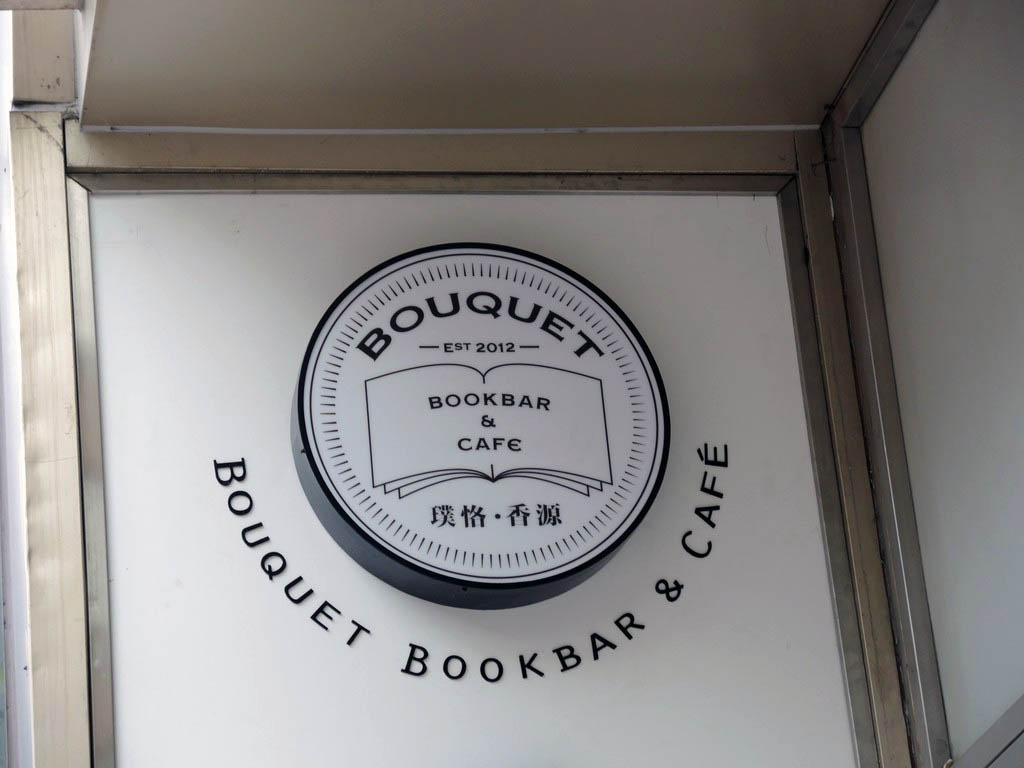 BOUQUET
EST 2012
BOOKBAR
&
CAFE
璞恪·香源
BOUQUET BOOKBAR & CAFÉ